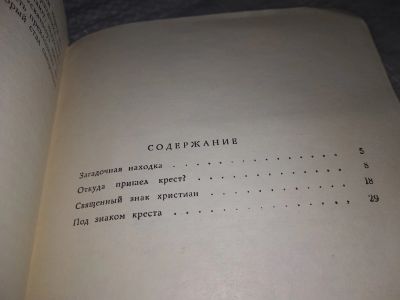 СОДЕРЖАНИЕ
Загадочная находка . . . . . . . . . . . . 5
Откуда пришел крест? . . . . . . . . . . . 8
Священный знак христиан . . . . . . . . . 18
Под знаком креста . . . . . . . . . . . . 29